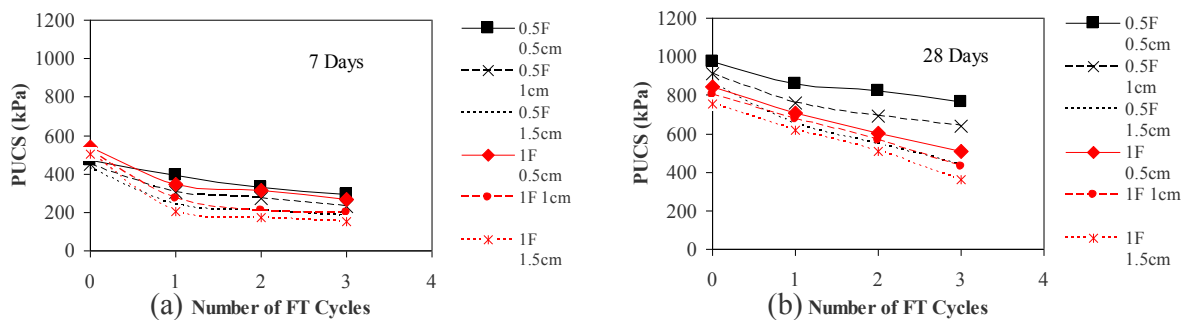 1200
1000
800
600
400
200
0
PUCS (kPa)
7 Days
0 1 2 3 4
(a) Number of FT Cycles
0.5F
0.5cm
0.5F
1cm
0.5F
1.5cm
1F
0.5cm
1F 1cm
1F
1.5cm
1200
1000
800
600
400
200
0
PUCS (kPa)
28 Days
0 1 2 3 4
(b) Number of FT Cycles
0.5F
0.5cm
0.5F
1cm
0.5F
1.5cm
1F
0.5cm
1F 1cm
1F
1.5cm